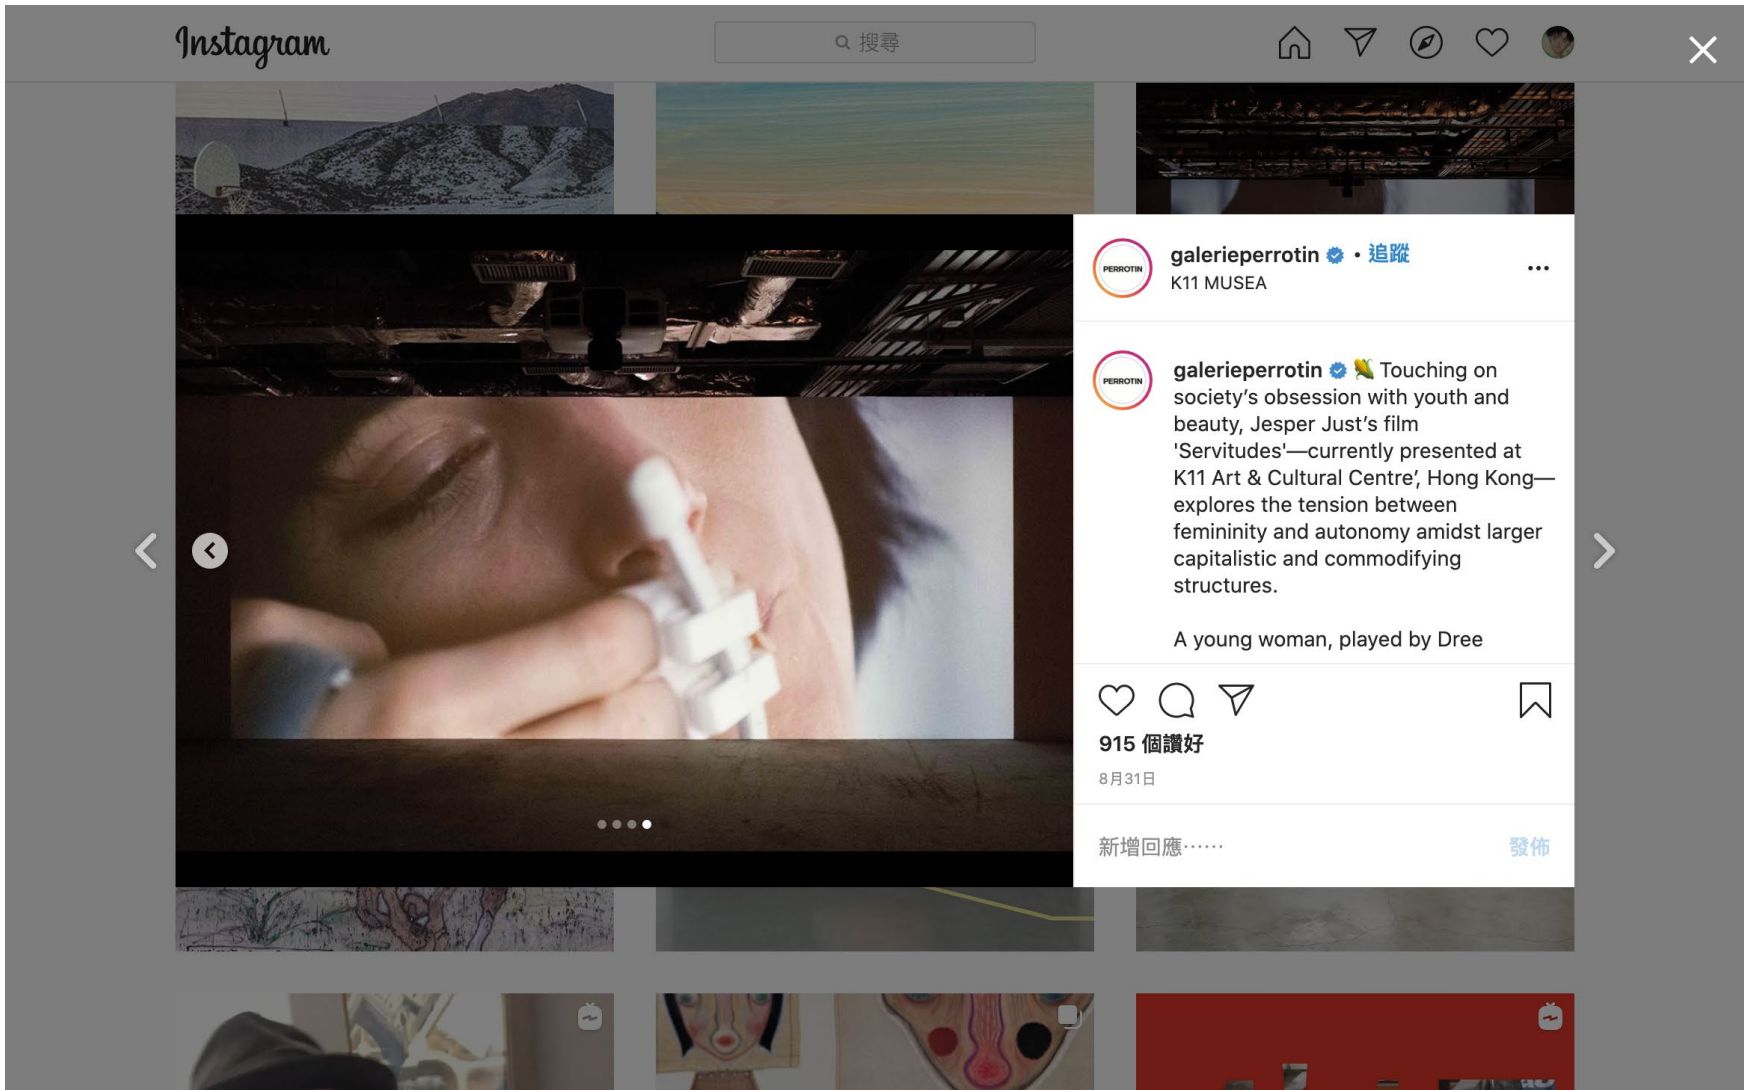 Instagram
搜尋
PERROTIN
galerieperrotin • 追蹤
K11 MUSEA
PERROTIN
galerieperrotin 🌽 Touching on
society’s obsession with youth and
beauty, Jesper Just’s film
'Servitudes'—currently presented at
K11 Art & Cultural Centre’, Hong Kong—
explores the tension between
femininity and autonomy amidst larger
capitalistic and commodifying
structures.
A young woman, played by Dree
915 個讚好
8月31日
新增回應⋯⋯
發佈